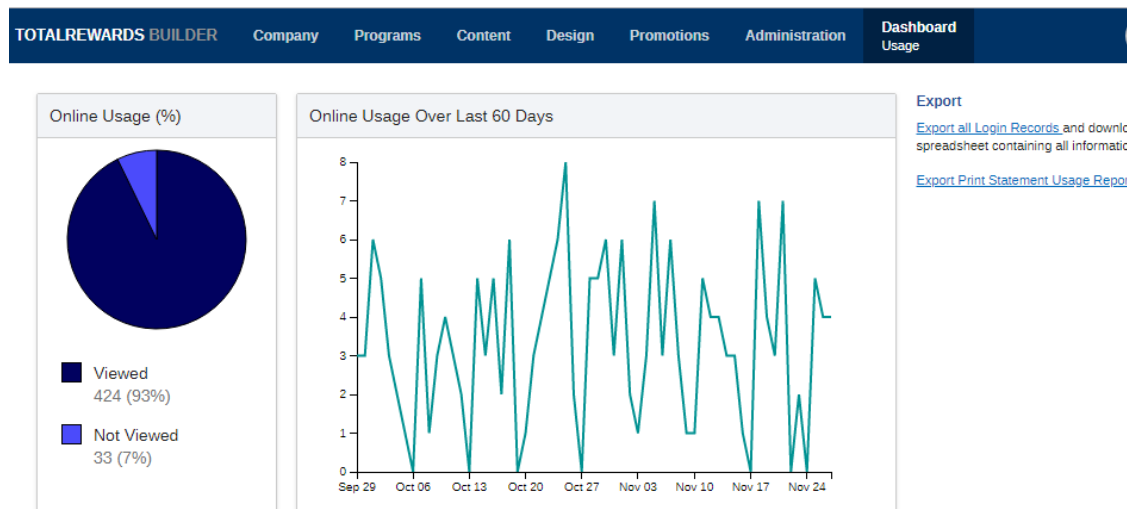 TOTALREWARDS BUILDER
Company
Programs
Content
Design
Promotions
Administration
Dashboard
Usage
Online Usage (%)
Viewed
424 (93%)
Not Viewed
33 (7%)
Online Usage Over Last 60 Days
8
7
6
5
4
3
2
1
0
Sep 29 Oct 06 Oct 13 Oct 20 Oct 27 Nov 03 Nov 10 Nov 17 Nov 24
Export
Export all Login Records and downlo
spreadsheet containing all informatio
Export Print Statement Usage Repor